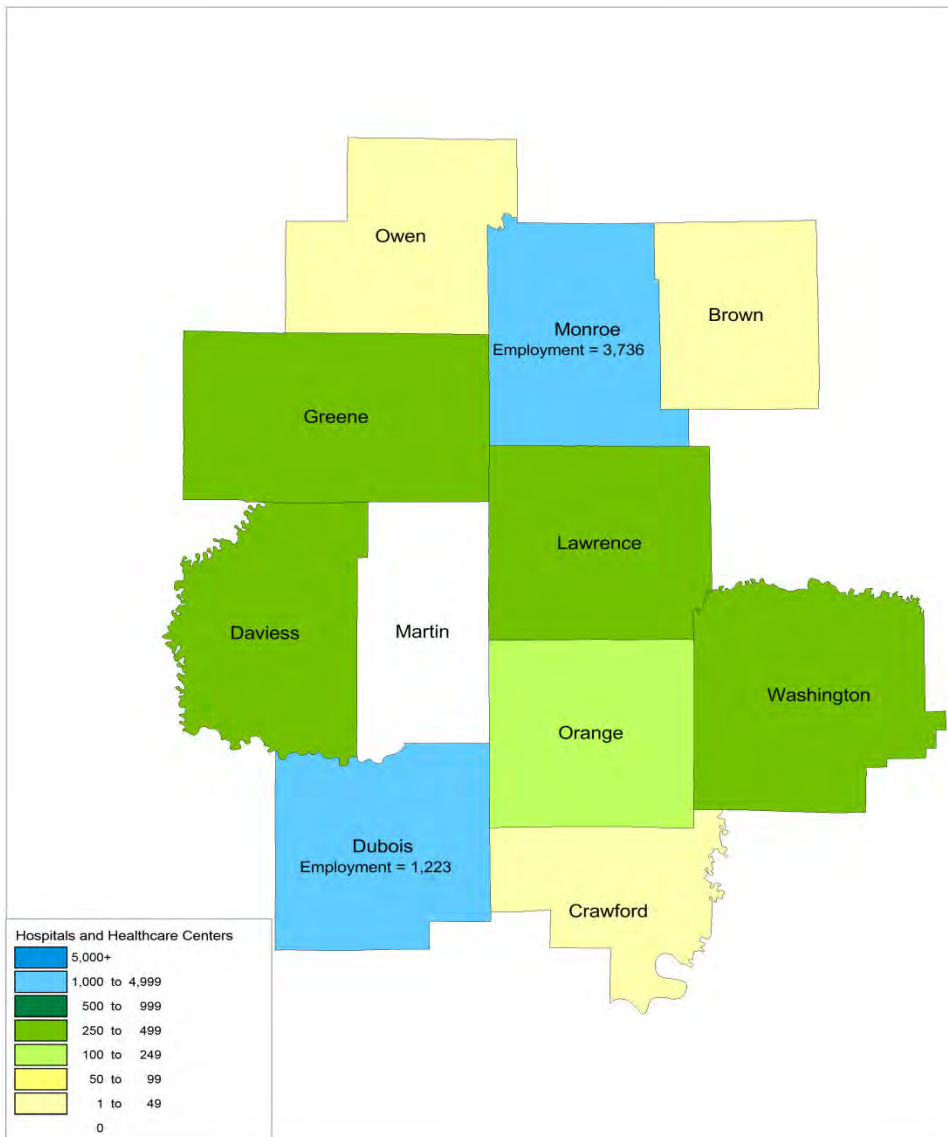 Owen
Monroe
Employment = 3,736
Brown
Greene
Lawrence
Daviess
Martin
Washington
Orange
Dubois
Employment = 1,223
Crawford
Hospitals and Healthcare Centers
5,000+
1,000 to 4,999
500 to 999
250 to 499
100 to 249
50 to 99
1 to 49
0